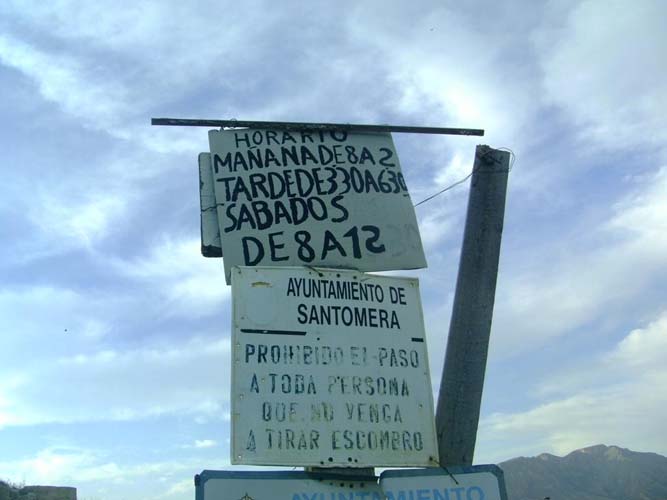 HORARIO
MAÑANA DE 8 A 2
TARDE DE 330 A 630
SABADOS
DE 8 A 12
AYUNTAMIENTO DE
SANTOMERA
PROHIBIDO EL PASO
A TODA PERSONA
QUE NO VENGA
A TIRAR ESCOMBRO
AYUNTAMIENTO